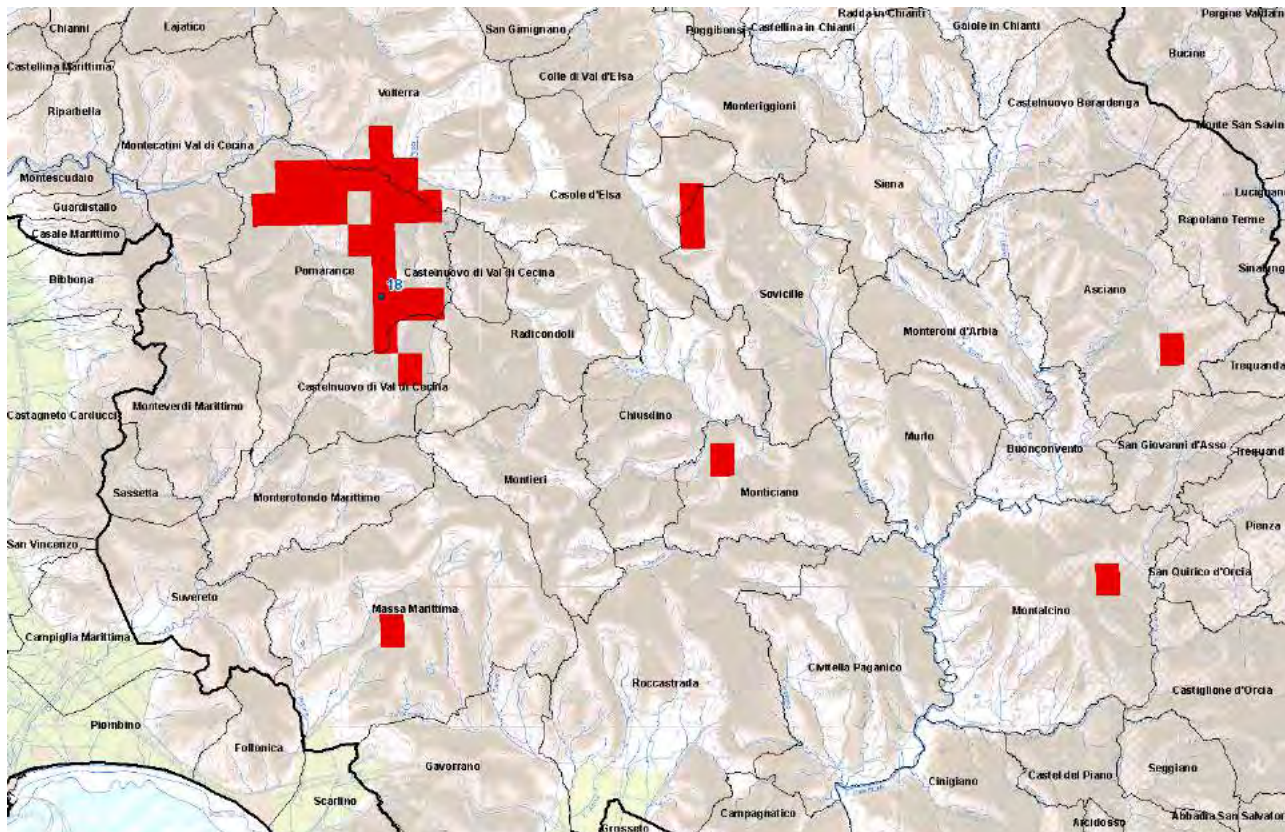 Radda in Chianti
Pergine Valdarn
Chianni
Lajatico
San Gimignano
Poggibonsi
Castellina in Chianti
Gaiole in Chianti
Bucine
Castellina Marittima
Colle di Val d'Elsa
Volterra
Monteriggioni
Castelnuovo Berardenga
Riparbella
Monte San Savin
Montecatini Val di Cecina
Montescudaio
Siena
Casole d'Elsa
Lucignano
Guardistallo
Rapolano Terme
Casale Marittimo
Pomarance
Castelnuovo di Val di Cecina
Sinalung
Bibbona
18
Sovicille
Asciano
Radicondoli
Monteroni d'Arbia
Trequanda
Castelnuovo di Val di Cecina
Castagneto Carducci
Monteverdi Marittimo
Chiusdino
Murlo
Buonconvento
San Giovanni d'Asso
Trequand
Montieri
Sassetta
Monterotondo Marittimo
Monticiano
Pienza
San Vincenzo
San Quirico d'Orcia
Suvereto
Massa Marittima
Montalcino
Campiglia Marittima
Civitella Paganico
Roccastrada
Castiglione d'Orcia
Piombino
Follonica
Gavorrano
Seggiano
Castel del Piano
Cinigiano
Scarlino
Campagnatico
Abbadia San Salvato
Arcidosso
Grosseto